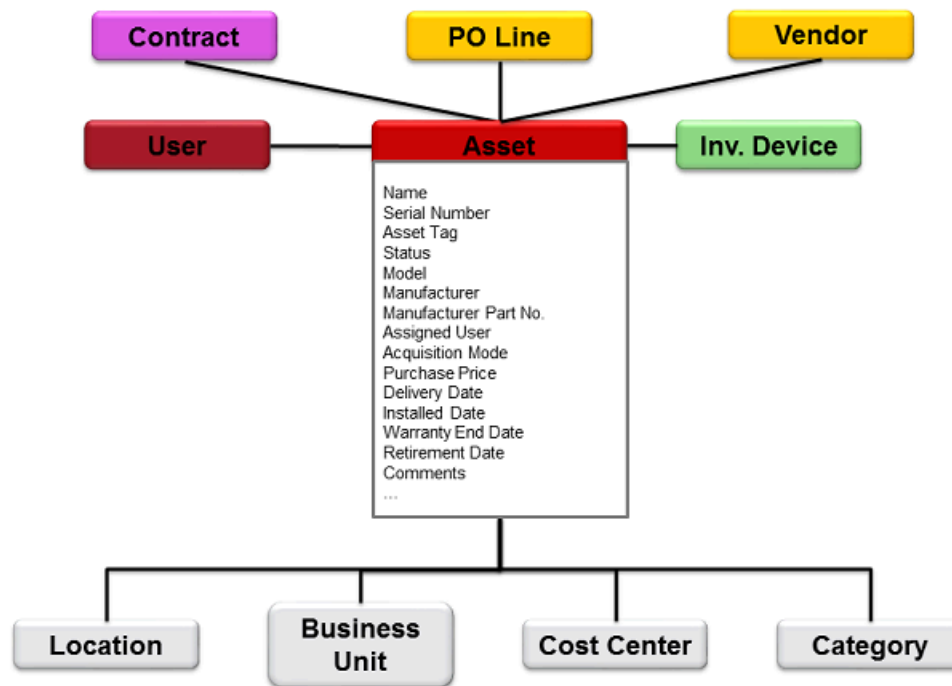 Contract
PO Line
Vendor
User
Asset
Inv. Device
Name
Serial Number
Asset Tag
Status
Model
Manufacturer
Manufacturer Part No.
Assigned User
Acquisition Mode
Purchase Price
Delivery Date
Installed Date
Warranty End Date
Retirement Date
Comments
...
Location
Business
Unit
Cost Center
Category